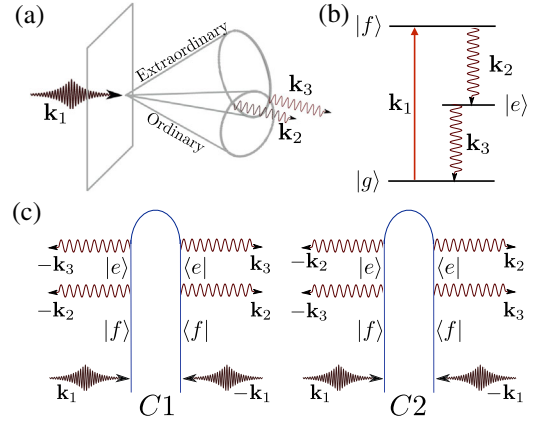 (a)
Extraordinary
k₁
Ordinary
k₃
k₂
(b)
|f⟩
k₂
k₁
|e⟩
k₃
|g⟩
(c)
−k₃ |e⟩ ⟨e| k₃
−k₂ k₂
|f⟩ ⟨f|
k₁ −k₁
C1
−k₂ |e⟩ ⟨e| k₂
−k₃ k₃
|f⟩ ⟨f|
k₁ −k₁
C2